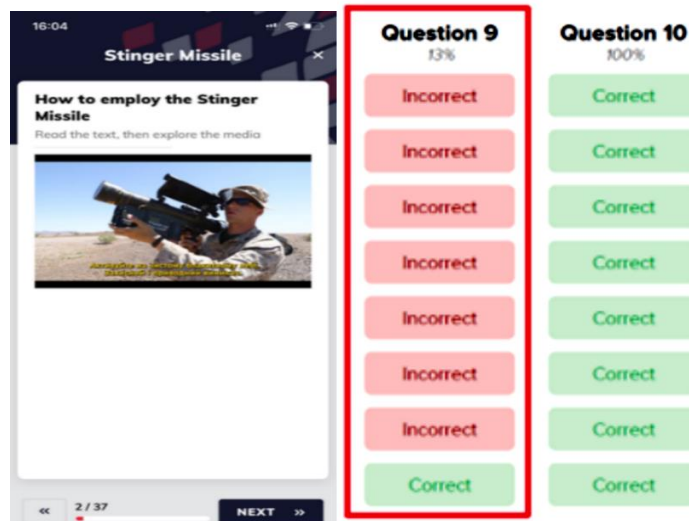 16:04
Stinger Missile ×
How to employ the Stinger
Missile
Read the text, then explore the media
« 2 / 37 NEXT »
Question 9
13%
Incorrect
Incorrect
Incorrect
Incorrect
Incorrect
Incorrect
Incorrect
Correct
Question 10
100%
Correct
Correct
Correct
Correct
Correct
Correct
Correct
Correct